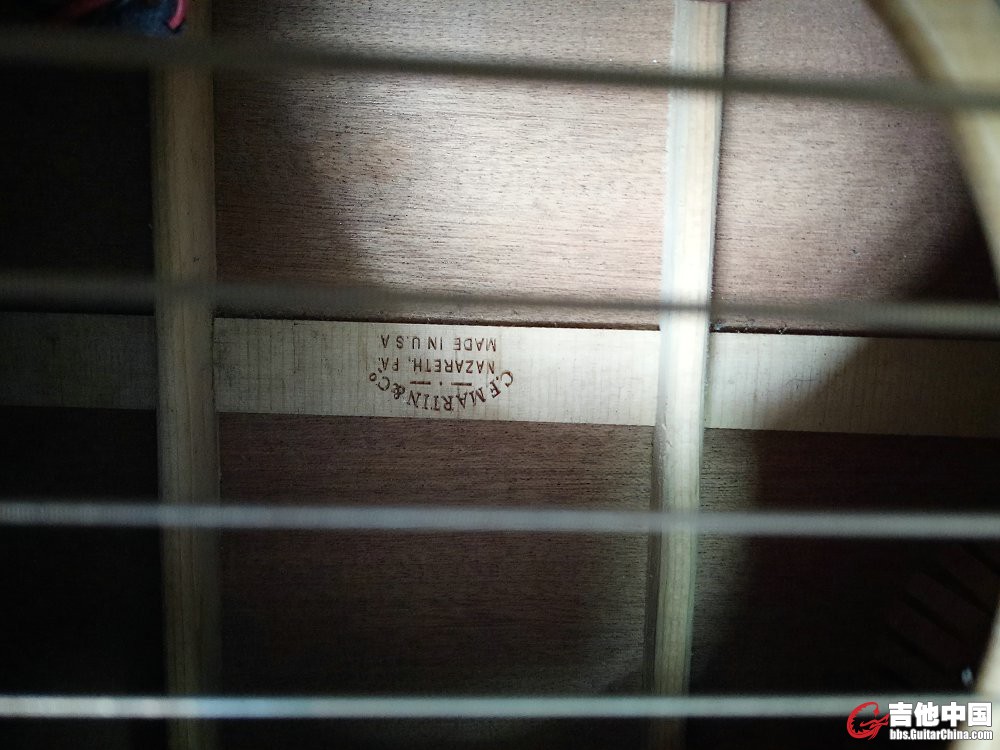 C.F. MARTIN & Co
NAZARETH, PA.
MADE IN U.S.A
吉他中国
bbs.GuitarChina.com